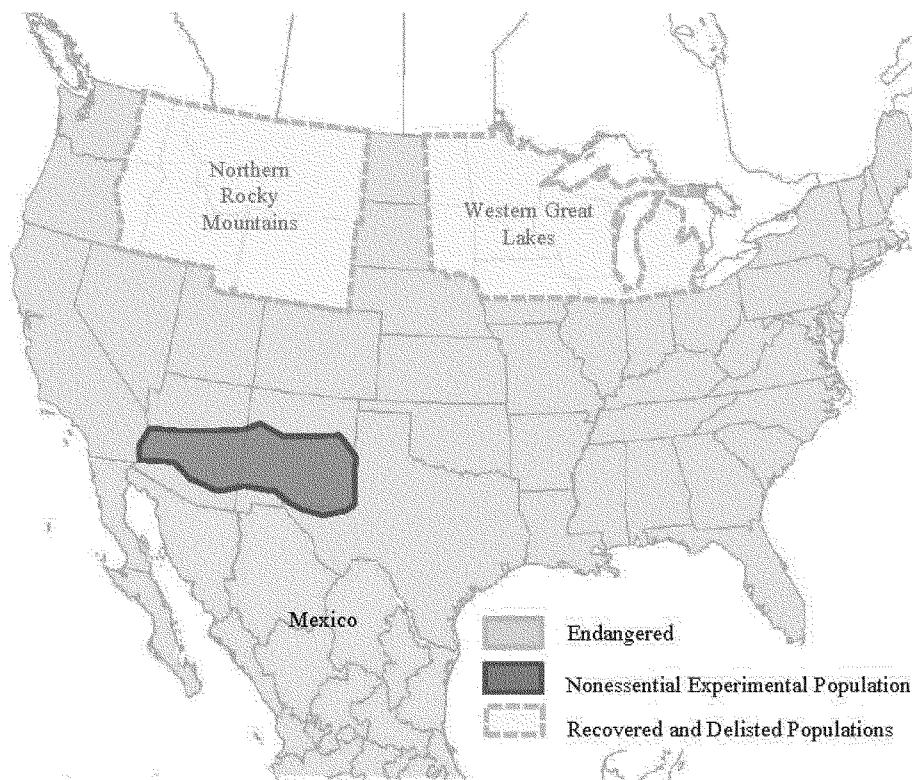 Northern
Rocky
Mountains
Western Great
Lakes
Mexico
Endangered
Nonessential Experimental Population
Recovered and Delisted Populations